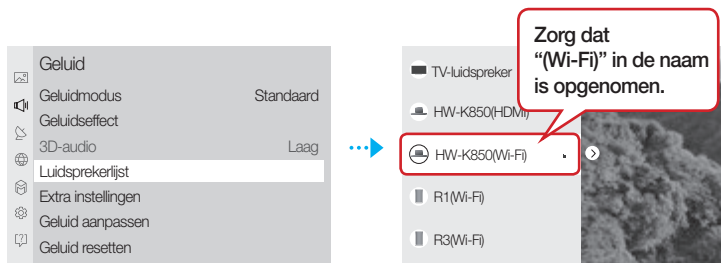 Geluid
Geluidmodus Standaard
Geluidseffect
3D-audio Laag
Luidsprekerlijst
Extra instellingen
Geluid aanpassen
Geluid resetten
Zorg dat
“(Wi-Fi)” in de naam
is opgenomen.
TV-luidspreker
HW-K850(HDMI)
HW-K850(Wi-Fi)
R1(Wi-Fi)
R3(Wi-Fi)